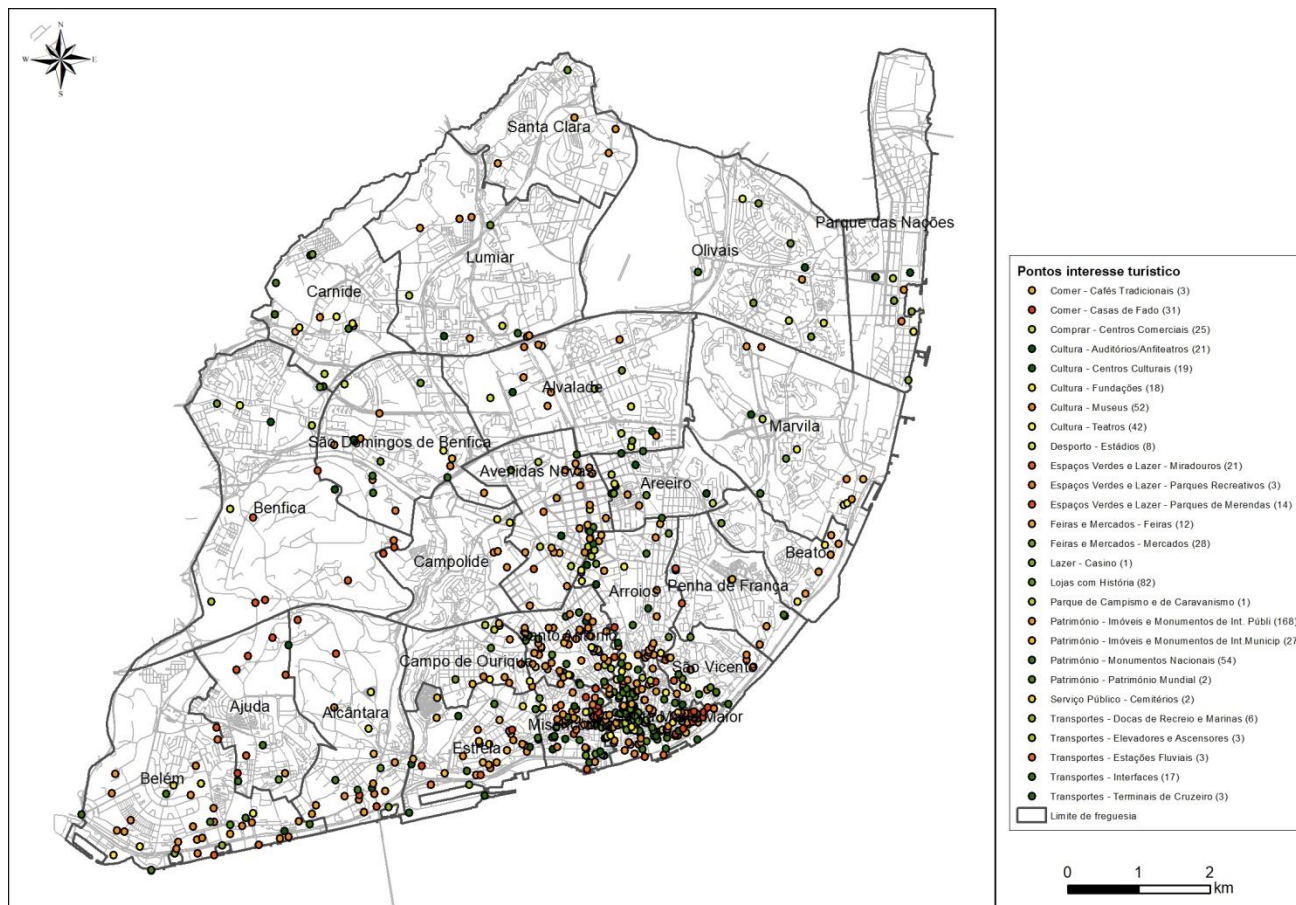 N
W E
S
Santa Clara
Parque das Nações
Olivais
Lumiar
Carnide
Alvalade
Marvila
São Domingos de Benfica
Avenidas Novas
Areeiro
Benfica
Beato
Campolide
Penha de França
Arroios
Santo António
Campo de Ourique
São Vicente
Ajuda
Alcântara
Maior
Estrela
Belém
Pontos interesse turístico
Comer - Cafés Tradicionais (3)
Comer - Casas de Fado (31)
Comprar - Centros Comerciais (25)
Cultura - Auditórios/Anfiteatros (21)
Cultura - Centros Culturais (19)
Cultura - Fundações (18)
Cultura - Museus (52)
Cultura - Teatros (42)
Desporto - Estádios (8)
Espaços Verdes e Lazer - Miradouros (21)
Espaços Verdes e Lazer - Parques Recreativos (3)
Espaços Verdes e Lazer - Parques de Merendas (14)
Feiras e Mercados - Feiras (12)
Feiras e Mercados - Mercados (28)
Lazer - Casino (1)
Lojas com História (82)
Parque de Campismo e de Caravanismo (1)
Património - Imóveis e Monumentos de Int. Públi (168)
Património - Imóveis e Monumentos de Int.Municip (27
Património - Monumentos Nacionais (54)
Património - Património Mundial (2)
Serviço Público - Cemitérios (2)
Transportes - Docas de Recreio e Marinas (6)
Transportes - Elevadores e Ascensores (3)
Transportes - Estações Fluviais (3)
Transportes - Interfaces (17)
Transportes - Terminais de Cruzeiro (3)
Limite de freguesia
0 1 2
km